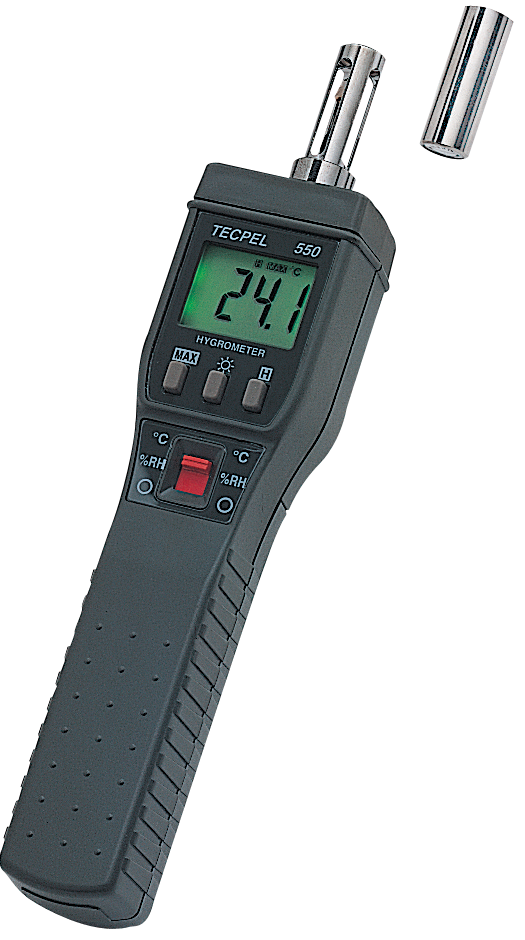 TECPEL 550
H MAX °C
24.1
HYGROMETER
MAX H
°C °C
%RH %RH